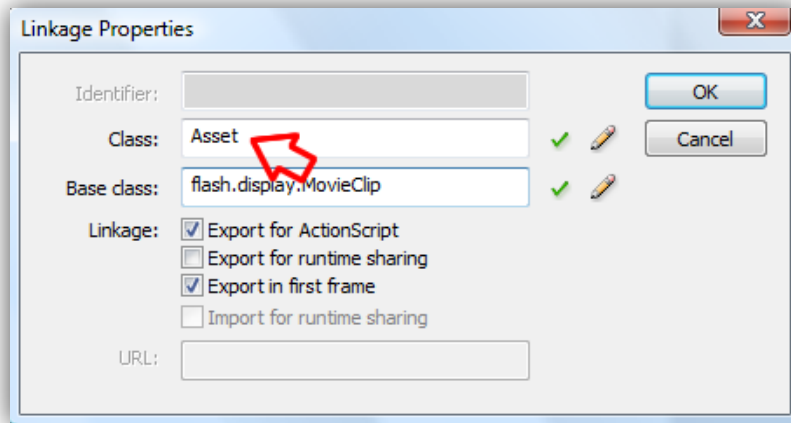 Linkage Properties
Identifier:
OK
Class: Asset
Cancel
Base class: flash.display.MovieClip
Linkage: Export for ActionScript
Export for runtime sharing
Export in first frame
Import for runtime sharing
URL: